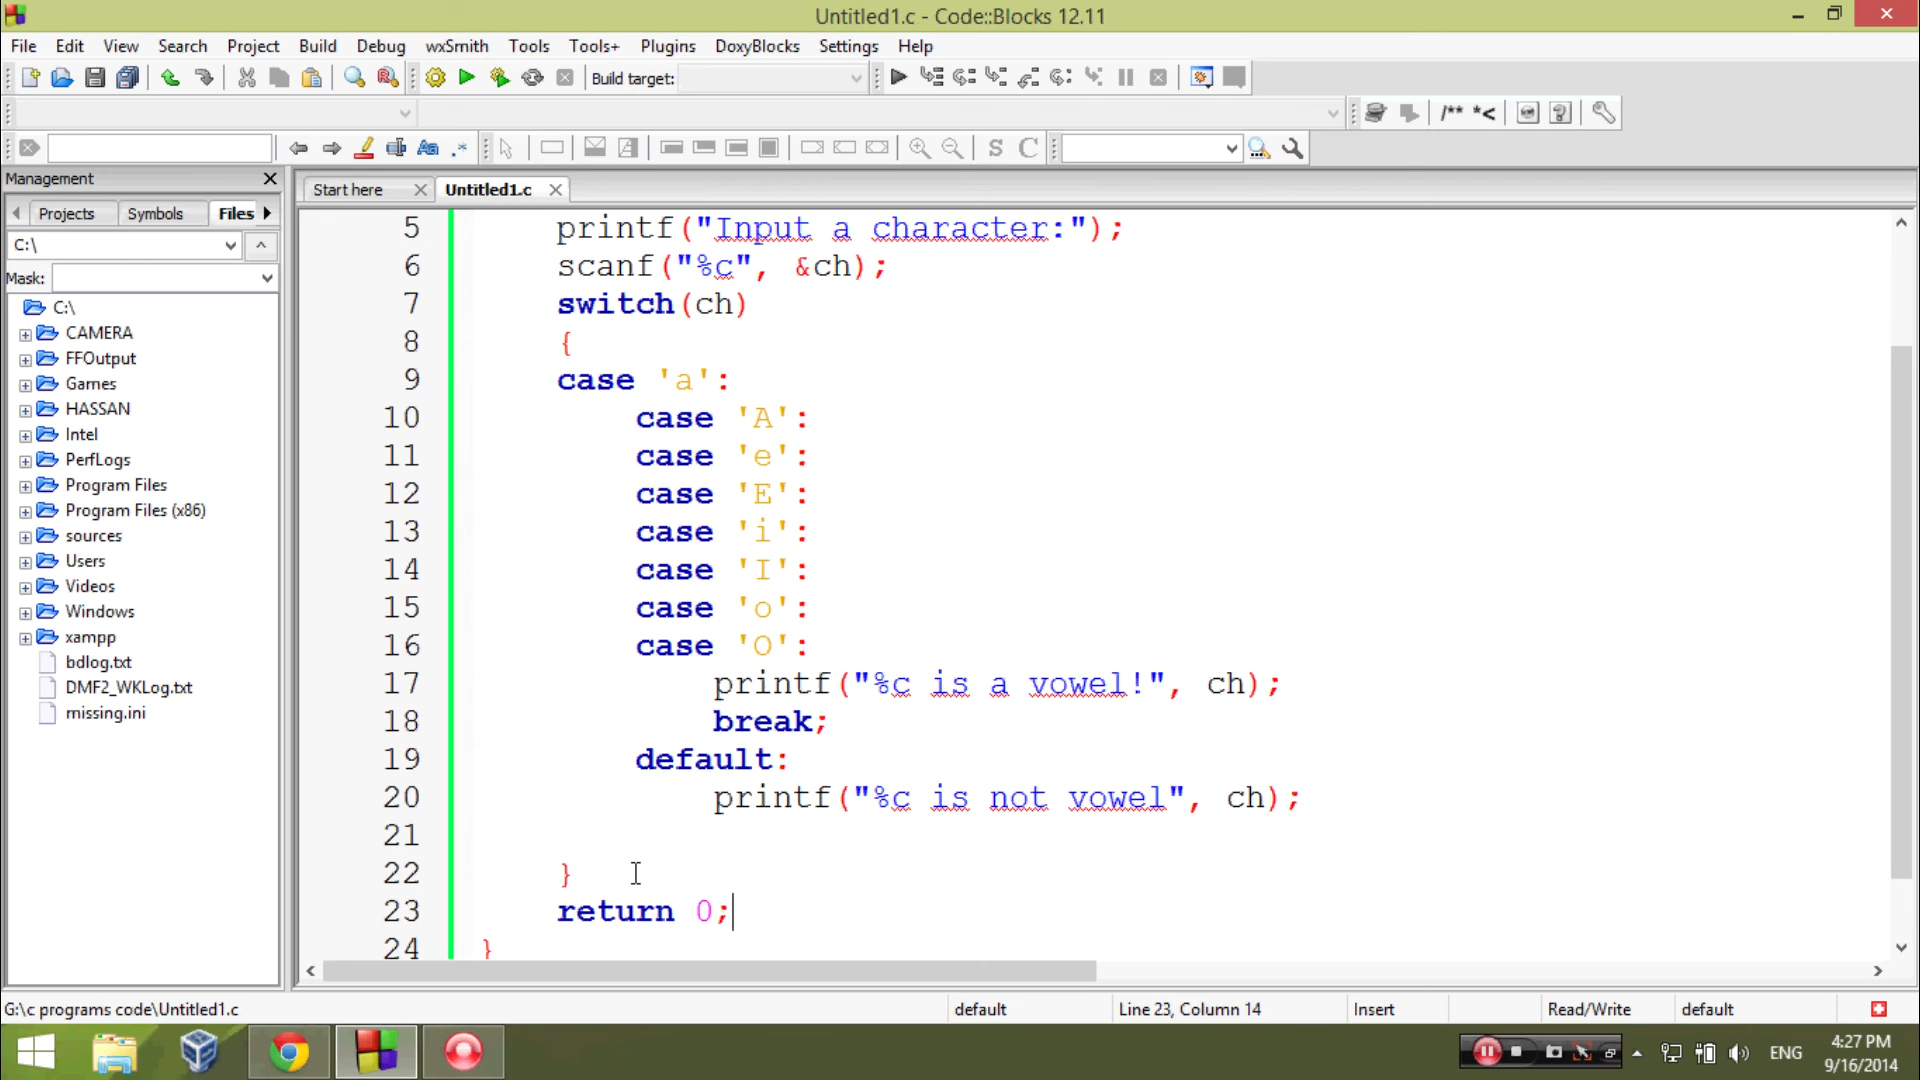 Untitled1.c - Code::Blocks 12.11
File Edit View Search Project Build Debug wxSmith Tools Tools+ Plugins DoxyBlocks Settings Help
Build target:
/** *<
S C
Management
Start here Untitled1.c
Projects Symbols Files
C:\
Mask:
C:\
CAMERA
FFOutput
Games
HASSAN
Intel
PerfLogs
Program Files
Program Files (x86)
sources
Users
Videos
Windows
xampp
bdlog.txt
DMF2_WKLog.txt
missing.ini
5 printf("Input a character:");
6 scanf("%c", &ch);
7 switch(ch)
8 {
9 case 'a':
10 case 'A':
11 case 'e':
12 case 'E':
13 case 'i':
14 case 'I':
15 case 'o':
16 case 'O':
17 printf("%c is a vowel!", ch);
18 break;
19 default:
20 printf("%c is not vowel", ch);
21
22 }
23 return 0;
24 }
G:\c programs code\Untitled1.c default Line 23, Column 14 Insert Read/Write default
ENG
4:27 PM
9/16/2014